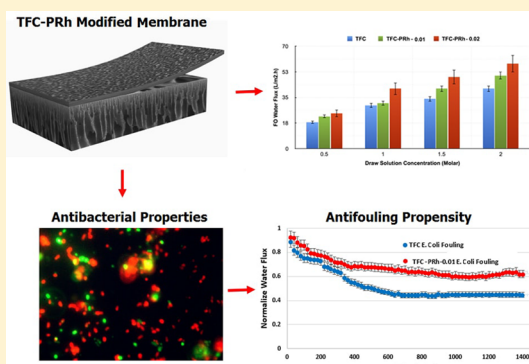 TFC-PRh Modified Membrane
TFC TFC-PRh - 0.01 TFC-PRh - 0.02
FO Water Flux (L/m2.h)
70
53
35
18
0
0.5 1 1.5 2
Draw Solution Concentration (Molar)
Antibacterial Properties
Antifouling Propensity
TFC E. Coli Fouling
TFC - PRh-0.01 E. Coli Fouling
Normalize Water Flux
1
0.8
0.6
0.4
0.2
0
0 200 400 600 800 1000 1200 1400